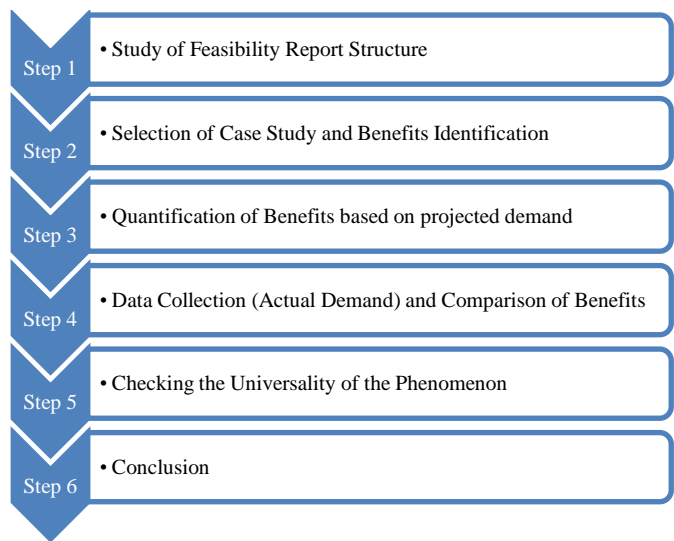 Step 1
• Study of Feasibility Report Structure
Step 2
• Selection of Case Study and Benefits Identification
Step 3
• Quantification of Benefits based on projected demand
Step 4
• Data Collection (Actual Demand) and Comparison of Benefits
Step 5
• Checking the Universality of the Phenomenon
Step 6
• Conclusion